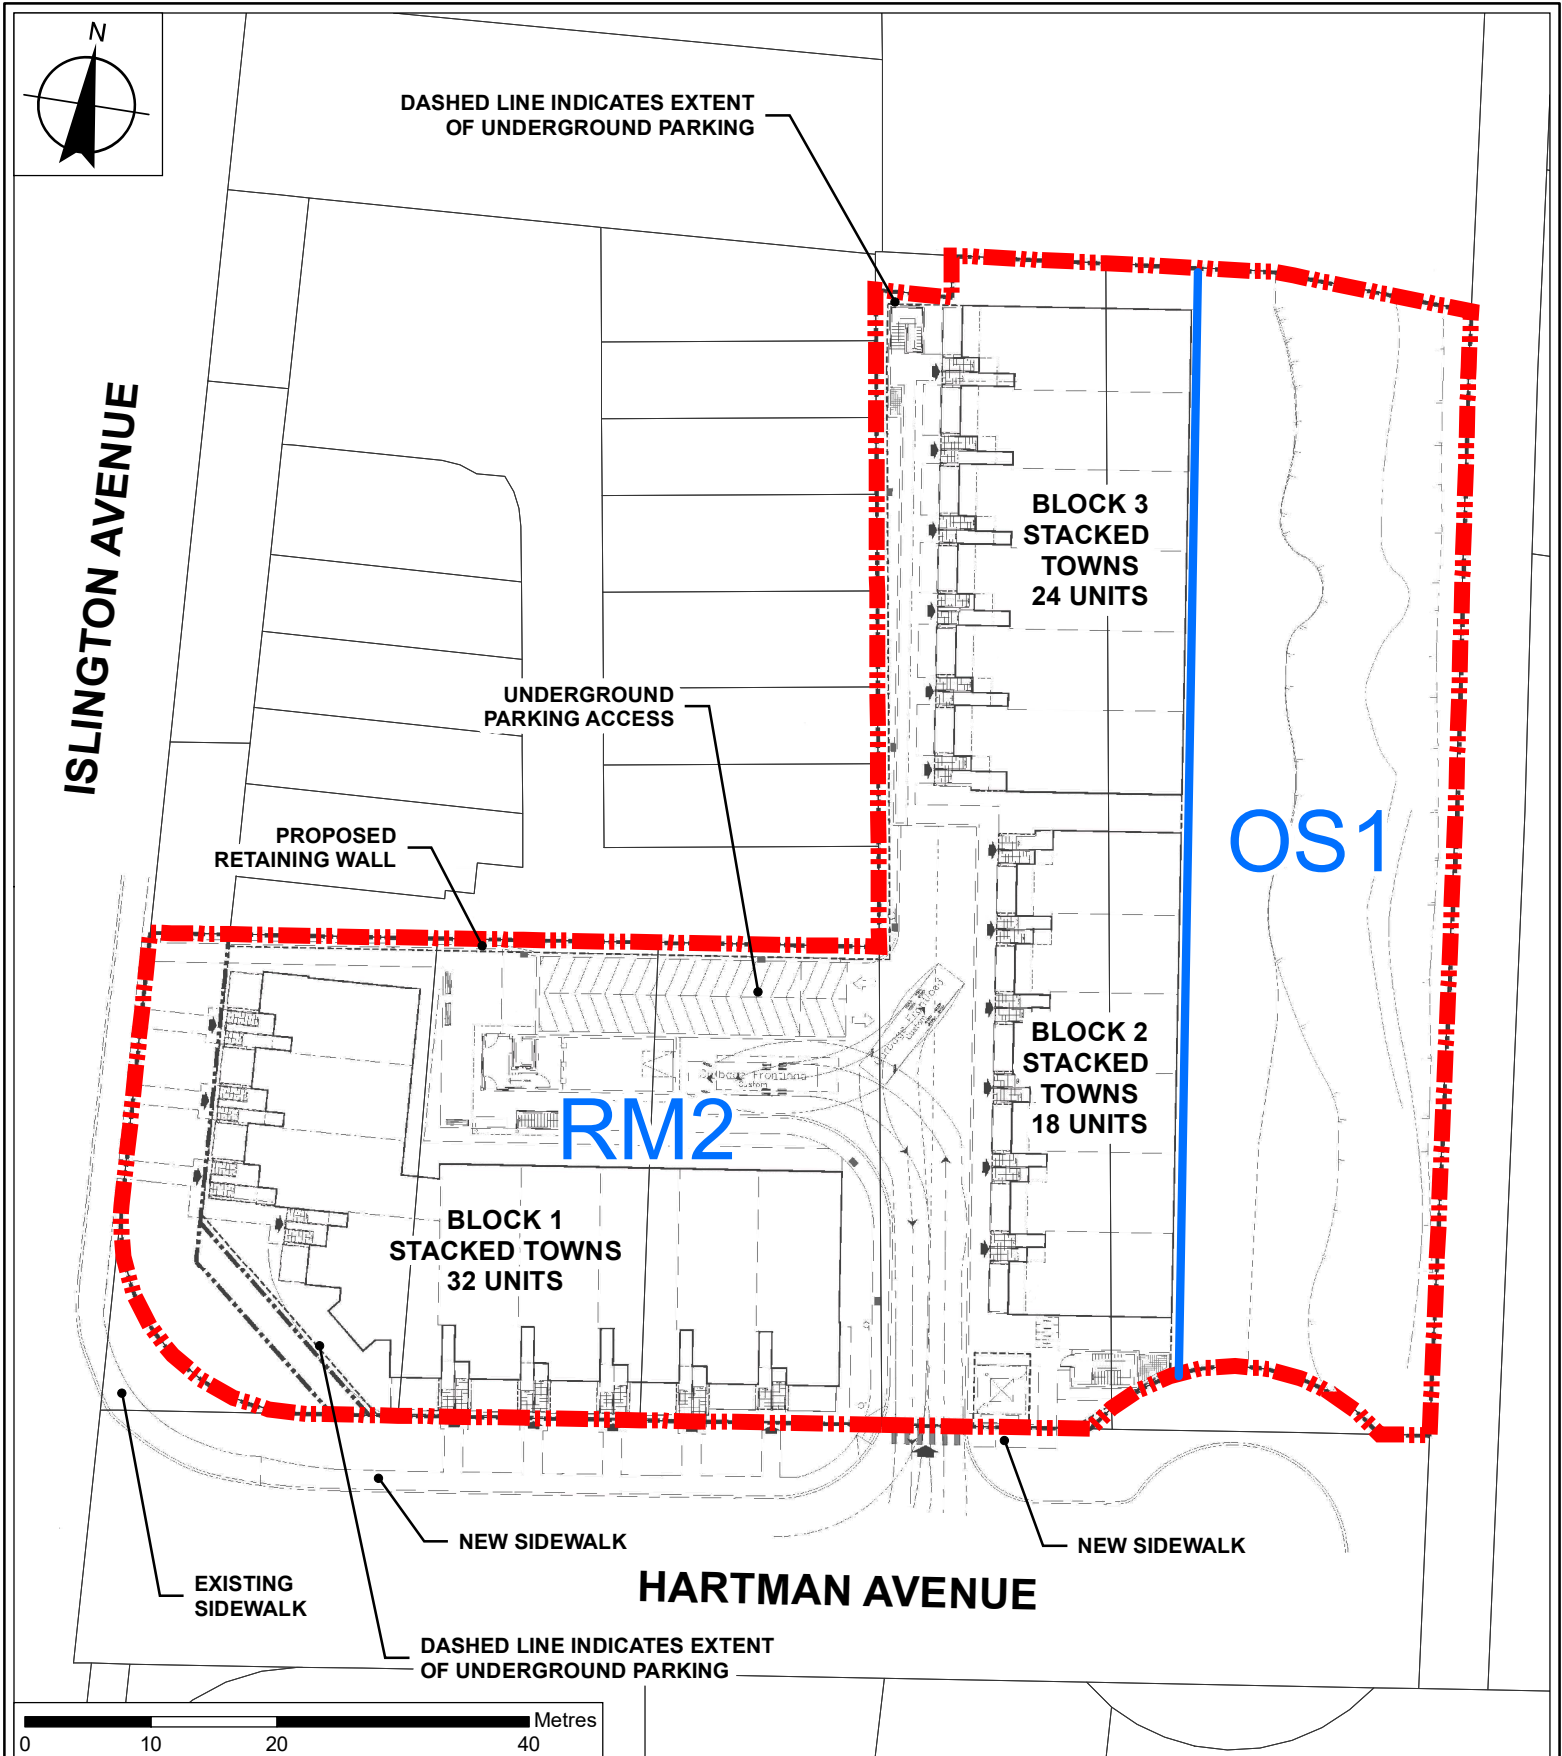 N
DASHED LINE INDICATES EXTENT
OF UNDERGROUND PARKING
ISLINGTON AVENUE
BLOCK 3
STACKED
TOWNS
24 UNITS
UNDERGROUND
PARKING ACCESS
PROPOSED
RETAINING WALL
OS1
BLOCK 2
STACKED
TOWNS
18 UNITS
RM2
BLOCK 1
STACKED TOWNS
32 UNITS
NEW SIDEWALK
NEW SIDEWALK
EXISTING
SIDEWALK
HARTMAN AVENUE
DASHED LINE INDICATES EXTENT
OF UNDERGROUND PARKING
Metres
0 10 20 40